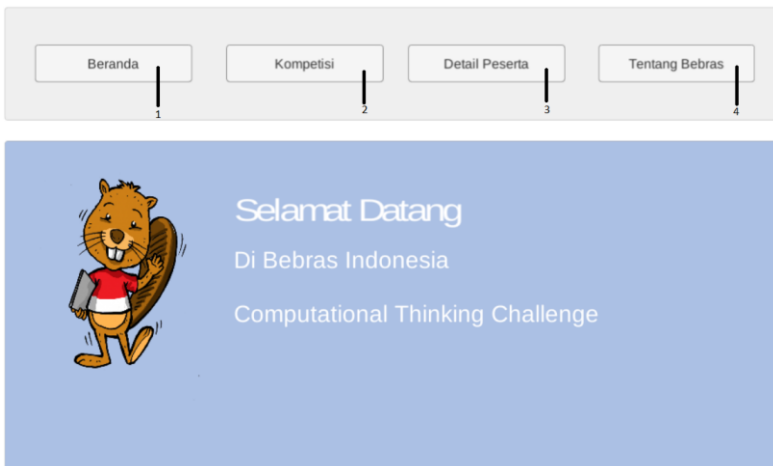 Beranda Kompetisi Detail Peserta Tentang Bebras
1 2 3 4
Selamat Datang
Di Bebras Indonesia
Computational Thinking Challenge